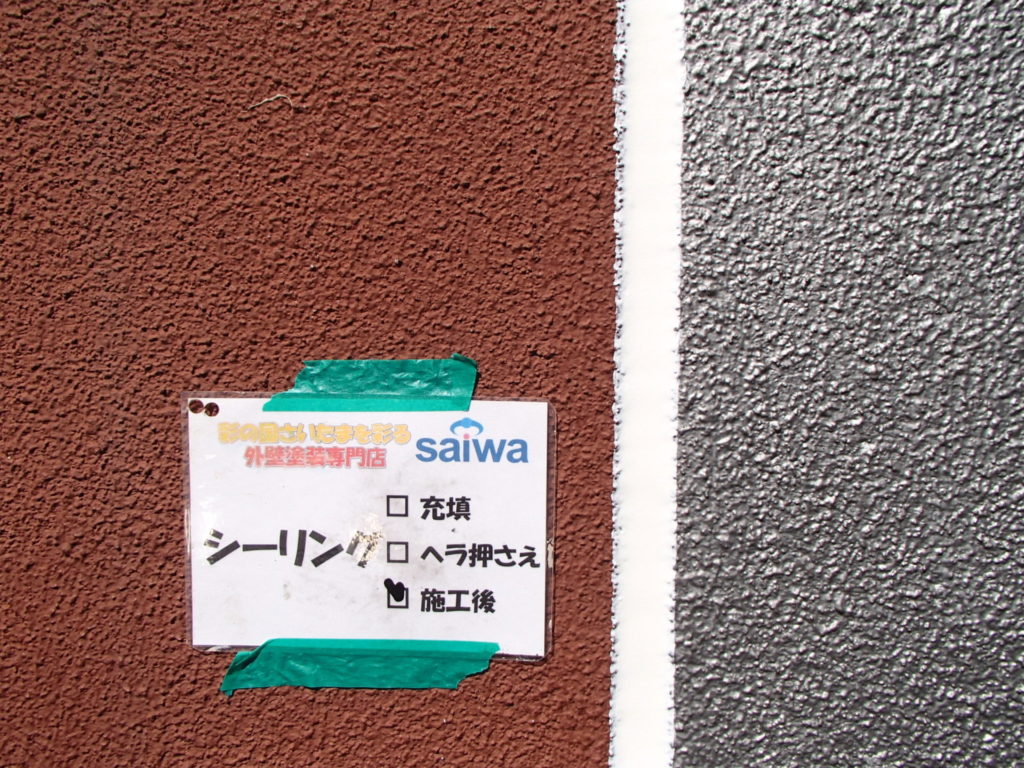 彩の国さいたまを彩る
外壁塗装専門店
saiwa
シーリング
□ 充填
□ ヘラ押さえ
☑ 施工後